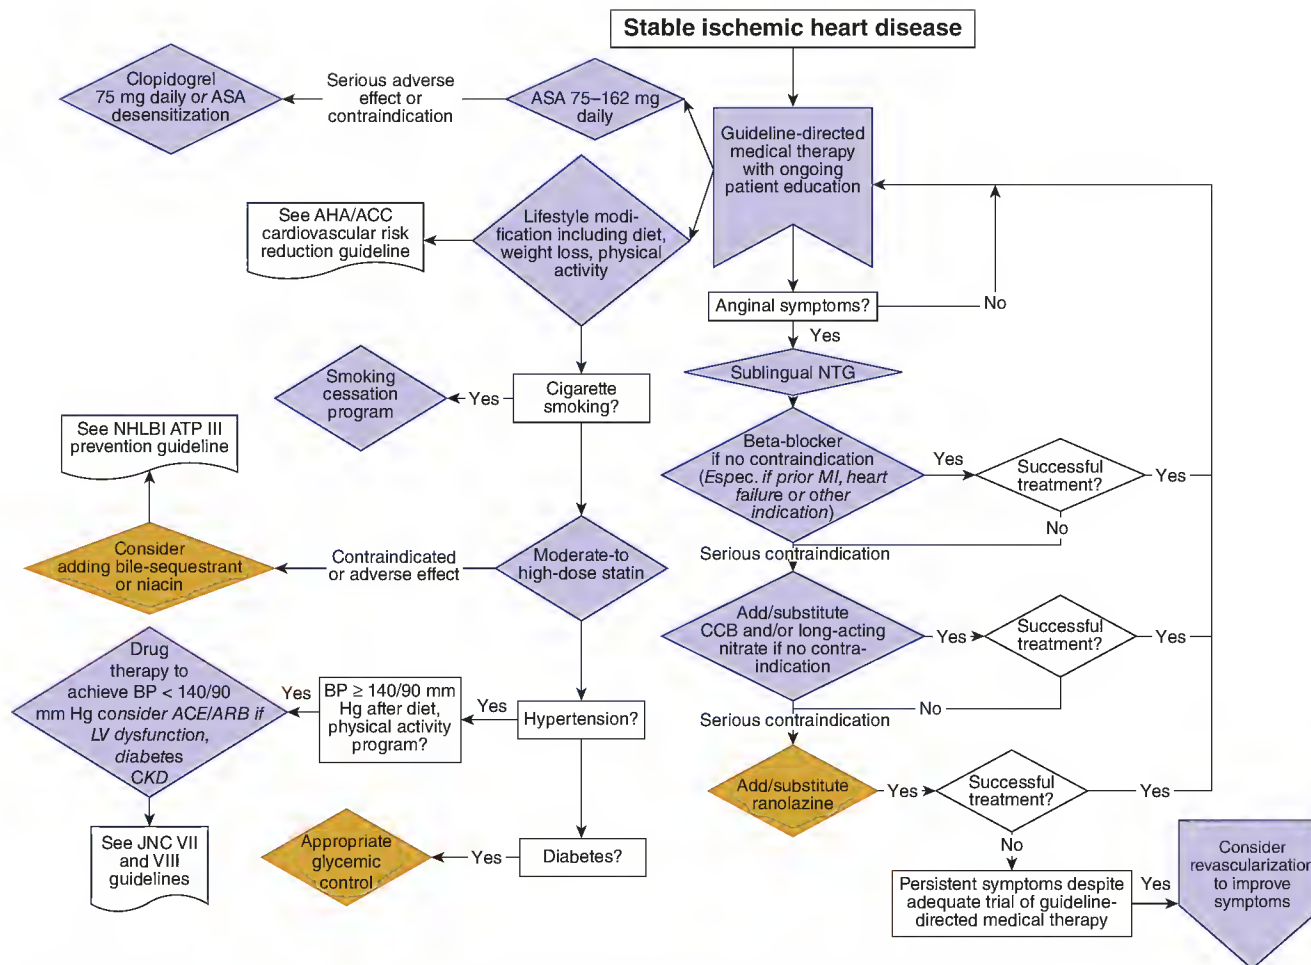 Stable ischemic heart disease
Clopidogrel
75 mg daily or ASA
desensitization
Serious adverse
effect or
contraindication
ASA 75–162 mg
daily
Guideline-directed
medical therapy
with ongoing
patient education
See AHA/ACC
cardiovascular risk
reduction guideline
Lifestyle modi-
fication including diet,
weight loss, physical
activity
Anginal symptoms?
No
Yes
Sublingual NTG
Smoking
cessation
program
Yes
Cigarette
smoking?
See NHLBI ATP III
prevention guideline
Beta-blocker
if no contraindication
(Espec. if prior MI, heart
failure or other
indication)
Yes
Successful
treatment?
Yes
No
Serious contraindication
Consider
adding bile-sequestrant
or niacin
Contraindicated
or adverse effect
Moderate-to
high-dose statin
Add/substitute
CCB and/or long-acting
nitrate if no contra-
indication
Yes
Successful
treatment?
Yes
No
Serious contraindication
Drug
therapy to
achieve BP < 140/90
mm Hg consider ACE/ARB if
LV dysfunction,
diabetes
CKD
Yes
BP ≥ 140/90 mm
Hg after diet,
physical activity
program?
Yes
Hypertension?
Add/substitute
ranolazine
Yes
Successful
treatment?
Yes
No
See JNC VII
and VIII
guidelines
Appropriate
glycemic
control
Yes
Diabetes?
Persistent symptoms despite
adequate trial of guideline-
directed medical therapy
Yes
Consider
revascularization
to improve
symptoms